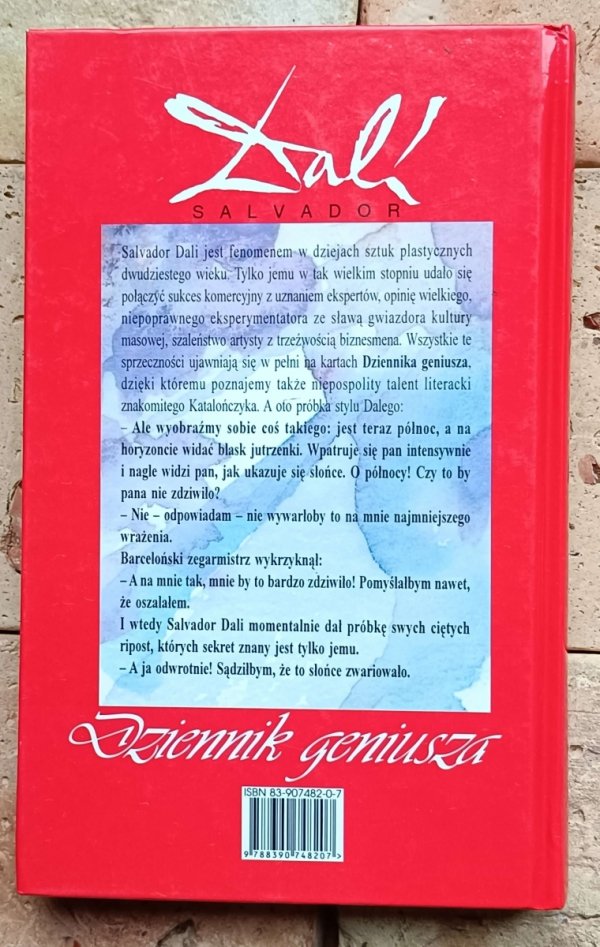 Dalí
SALVADOR
Salvador Dali jest fenomenem w dziejach sztuk plastycznych
dwudziestego wieku. Tylko jemu w tak wielkim stopniu udało się
połączyć sukces komercyjny z uznaniem ekspertów, opinię wielkiego,
niepoprawnego eksperymentatora ze sławą gwiazdora kultury
masowej, szaleństwo artysty z trzeźwością biznesmena. Wszystkie te
sprzeczności ujawniają się w pełni na kartach Dziennika geniusza,
dzięki któremu poznajemy także niepospolity talent literacki
znakomitego Katalończyka. A oto próbka stylu Dalego:
– Ale wyobraźmy sobie coś takiego: jest teraz północ, a na
horyzoncie widać blask jutrzenki. Wpatruje się pan intensywnie
i nagle widzi pan, jak ukazuje się słońce. O północy! Czy to by
pana nie zdziwiło?
– Nie – odpowiadam – nie wywarłoby to na mnie najmniejszego
wrażenia.
Barceloński zegarmistrz wykrzyknął:
– A na mnie tak, mnie by to bardzo zdziwiło! Pomyślałbym nawet,
że oszalałem.
I wtedy Salvador Dali momentalnie dał próbkę swych ciętych
ripost, których sekret znany jest tylko jemu.
– A ja odwrotnie! Sądziłbym, że to słońce zwariowało.
Dziennik geniusza
ISBN 83-907482-0-7
9 788390 748207 >